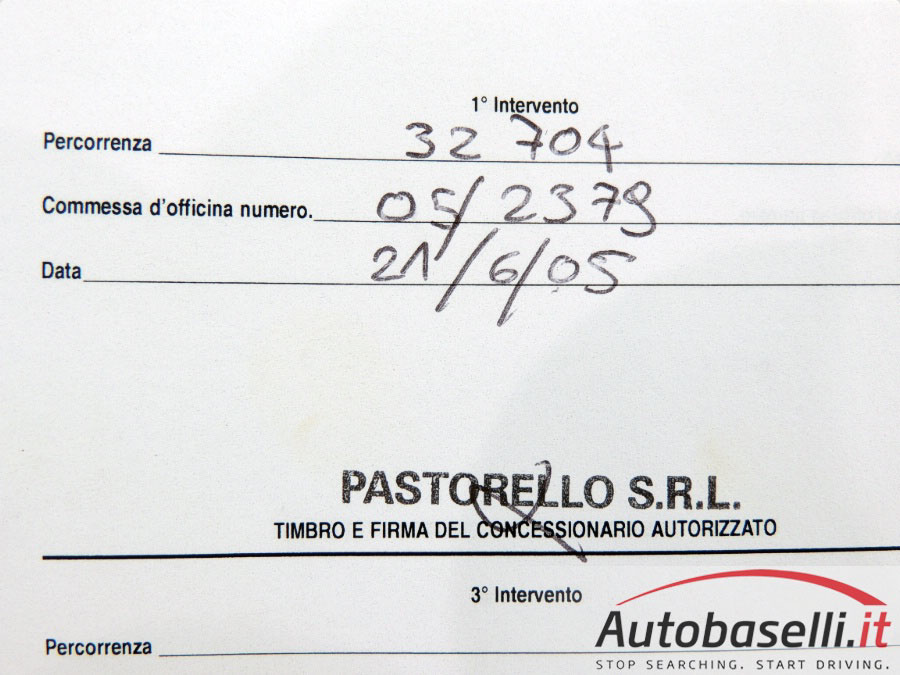 1° Intervento
Percorrenza 32 704
Commessa d'officina numero. 05/2379
Data 21/6/05
PASTORELLO S.R.L.
TIMBRO E FIRMA DEL CONCESSIONARIO AUTORIZZATO
3° Intervento
Percorrenza
Autobaselli.it
STOP SEARCHING. START DRIVING.